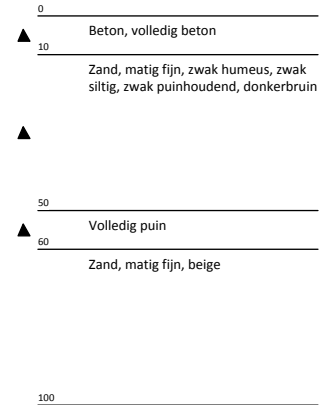 0
Beton, volledig beton
10
Zand, matig fijn, zwak humeus, zwak
siltig, zwak puinhoudend, donkerbruin
50
Volledig puin
60
Zand, matig fijn, beige
100